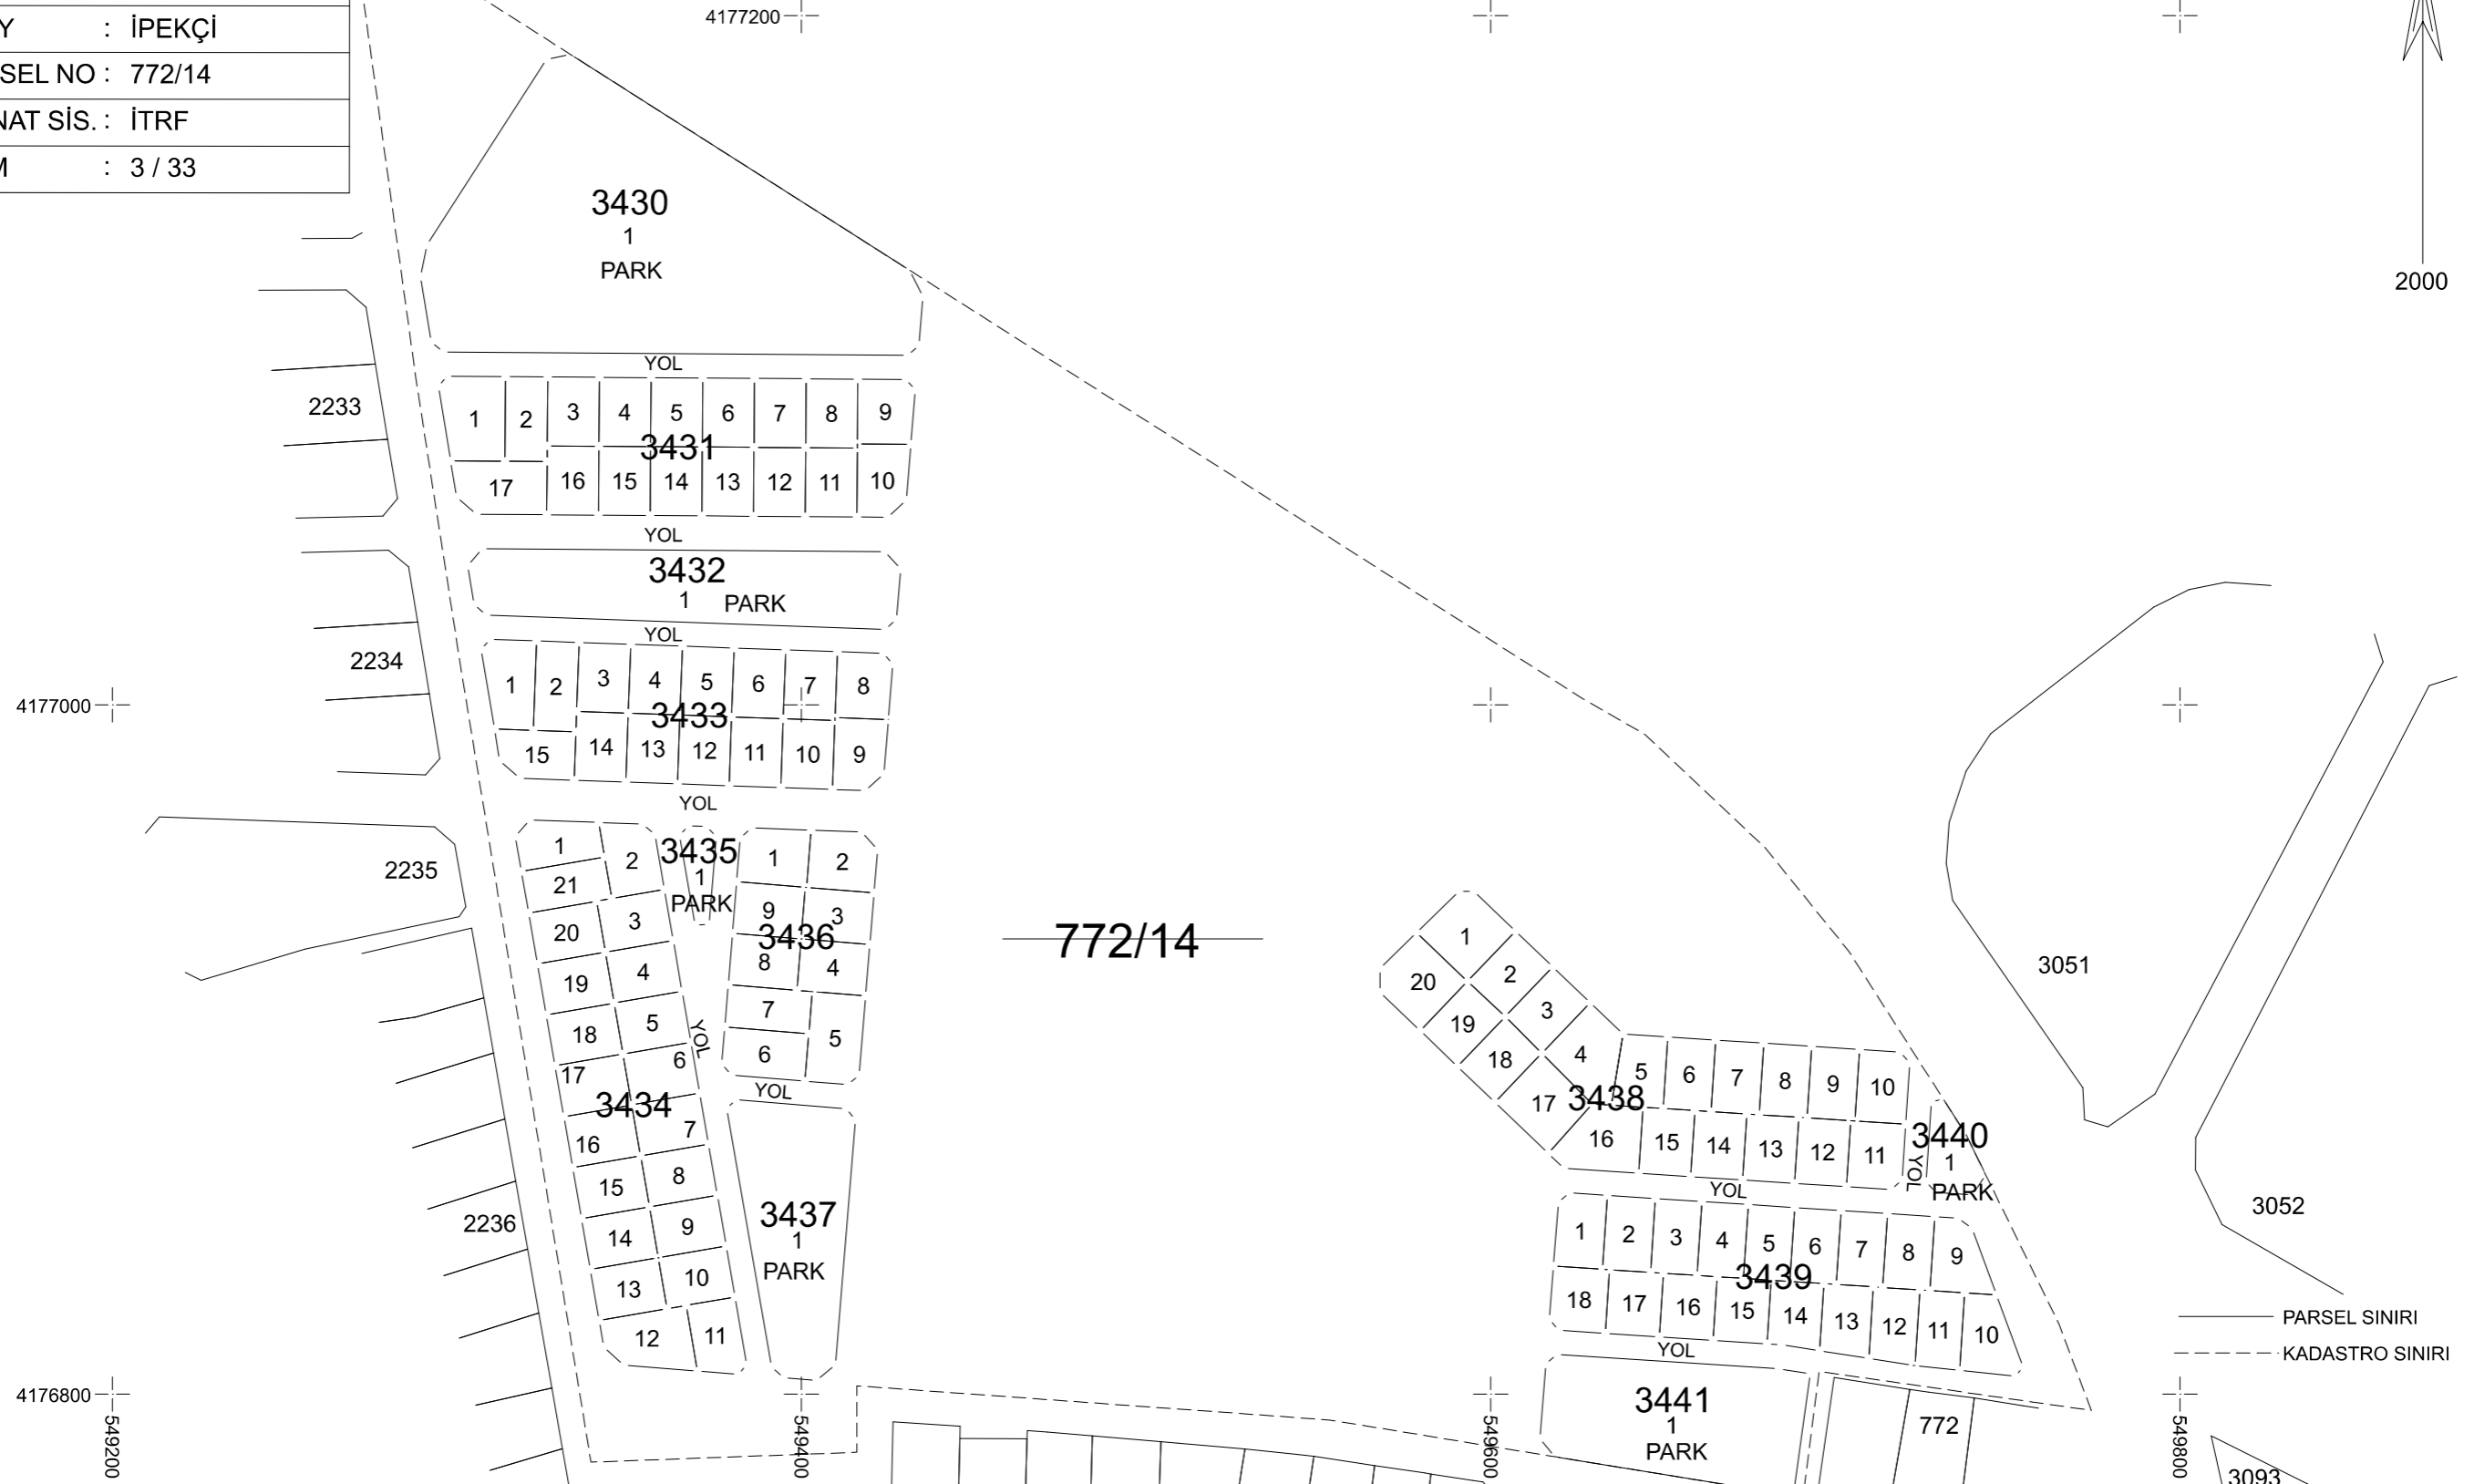 Y : İPEKÇİ
SEL NO : 772/14
NAT SİS. : İTRF
M : 3 / 33
4177200
2000
3430
1
PARK
YOL
2233
1 2 3 4 5 6 7 8 9
3431
17 16 15 14 13 12 11 10
YOL
3432
1 PARK
YOL
2234
1 2 3 4 5 6 7 8
4177000
3433
15 14 13 12 11 10 9
YOL
2235
1
2
21
20
3
19
4
18
5
17
6
3434
16
7
15
8
14
9
13
10
12
11
YOL
3435
1
PARK
1
2
9
3
3436
8
4
7
5
6
YOL
3437
1
PARK
2236
772/14
1
20
2
19
3
18
4
17
3438
5 6 7 8 9 10
16 15 14 13 12 11
YOL
3440
1
PARK
YOL
1 2 3 4 5 6 7 8 9
3439
18 17 16 15 14 13 12 11 10
YOL
3441
1
PARK
772
3051
3052
3093
PARSEL SINIRI
KADASTRO SINIRI
4176800
549200
549400
549600
549800